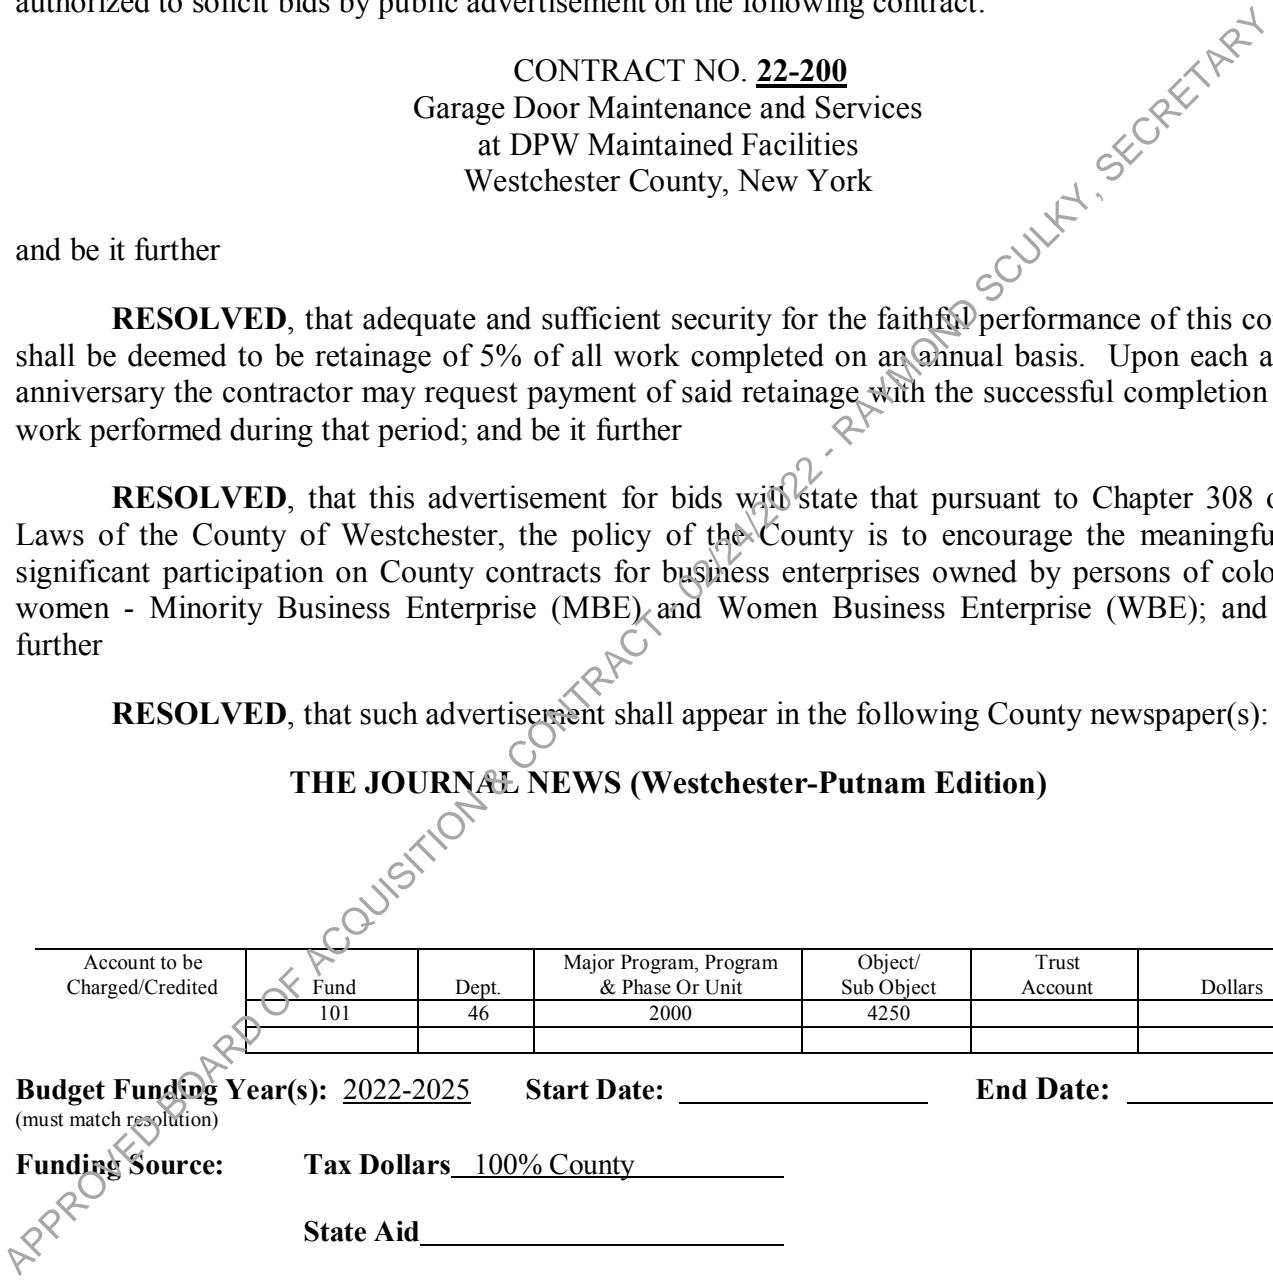 authorized to solicit bids by public advertisement on the following contract:
CONTRACT NO. 22-200
Garage Door Maintenance and Services
at DPW Maintained Facilities
Westchester County, New York
and be it further
RESOLVED, that adequate and sufficient security for the faithful performance of this co
shall be deemed to be retainage of 5% of all work completed on an annual basis. Upon each a
anniversary the contractor may request payment of said retainage with the successful completion
work performed during that period; and be it further
RESOLVED, that this advertisement for bids will state that pursuant to Chapter 308 o
Laws of the County of Westchester, the policy of the County is to encourage the meaningfu
significant participation on County contracts for business enterprises owned by persons of colo
women - Minority Business Enterprise (MBE) and Women Business Enterprise (WBE); and
further
RESOLVED, that such advertisement shall appear in the following County newspaper(s):
THE JOURNAL NEWS (Westchester-Putnam Edition)
Account to be Charged/Credited Fund Dept. Major Program, Program & Phase Or Unit Object/ Sub Object Trust Account Dollars
101 46 2000 4250
Budget Funding Year(s): 2022-2025 Start Date: End Date:
(must match resolution)
Funding Source: Tax Dollars 100% County
State Aid
APPROVED BOARD OF ACQUISITION & CONTRACT - 02/24/2022 - RAYMOND SCULKY, SECRETARY